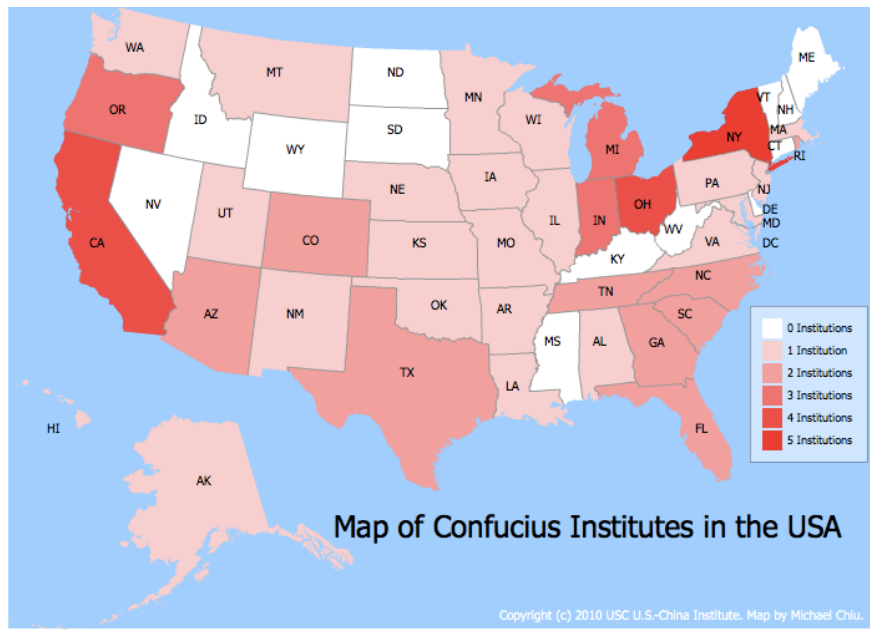 WA
MT
ND
ME
MN
VT
NH
OR
ID
SD
WI
MA
NY
MI
CT
RI
WY
IA
PA
NJ
NE
NV
OH
DE
UT
IL
IN
MD
CA
CO
KS
MO
WV
VA
DC
KY
NC
TN
AZ
NM
OK
AR
SC
MS
AL
GA
TX
LA
FL
HI
AK
0 Institutions
1 Institution
2 Institutions
3 Institutions
4 Institutions
5 Institutions
Map of Confucius Institutes in the USA
Copyright (c) 2010 USC U.S.-China Institute. Map by Michael Chiu.